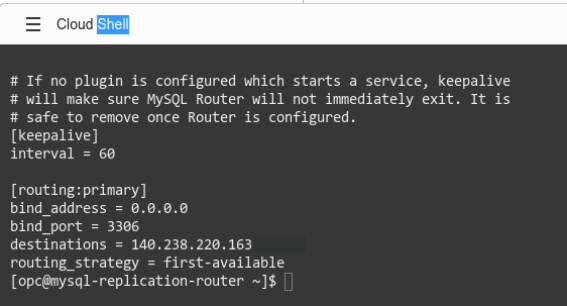 Cloud Shell
# If no plugin is configured which starts a service, keepalive
# will make sure MySQL Router will not immediately exit. It is
# safe to remove once Router is configured.
[keepalive]
interval = 60
[routing:primary]
bind_address = 0.0.0.0
bind_port = 3306
destinations = 140.238.220.163
routing_strategy = first-available
[opc@mysql-replication-router ~]$